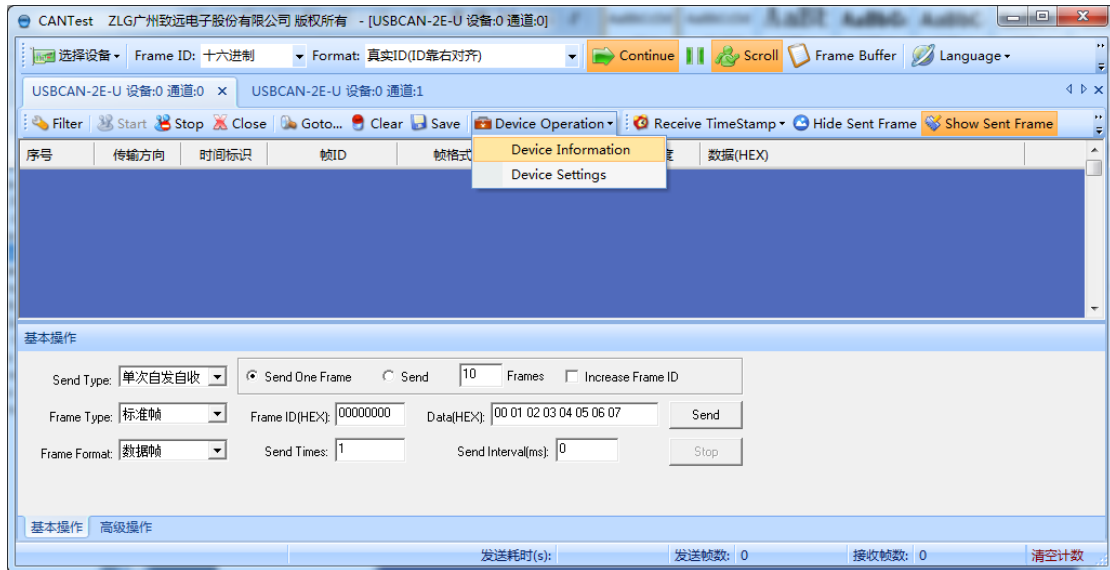 CANTest ZLG广州致远电子股份有限公司 版权所有 - [USBCAN-2E-U 设备:0 通道:0]
选择设备 Frame ID: 十六进制 Format: 真实ID(ID靠右对齐) Continue Scroll Frame Buffer Language
USBCAN-2E-U 设备:0 通道:0 × USBCAN-2E-U 设备:0 通道:1
Filter Start Stop Close Goto... Clear Save Device Operation Receive TimeStamp Hide Sent Frame Show Sent Frame
序号 传输方向 时间标识 帧ID 帧格式 数据(HEX)
Device Information
Device Settings
基本操作
Send Type: 单次自发自收 Send One Frame Send 10 Frames Increase Frame ID
Frame Type: 标准帧 Frame ID(HEX): 00000000 Data(HEX): 00 01 02 03 04 05 06 07 Send
Frame Format: 数据帧 Send Times: 1 Send Interval(ms): 0 Stop
基本操作 高级操作
发送耗时(s): 发送帧数: 0 接收帧数: 0 清空计数